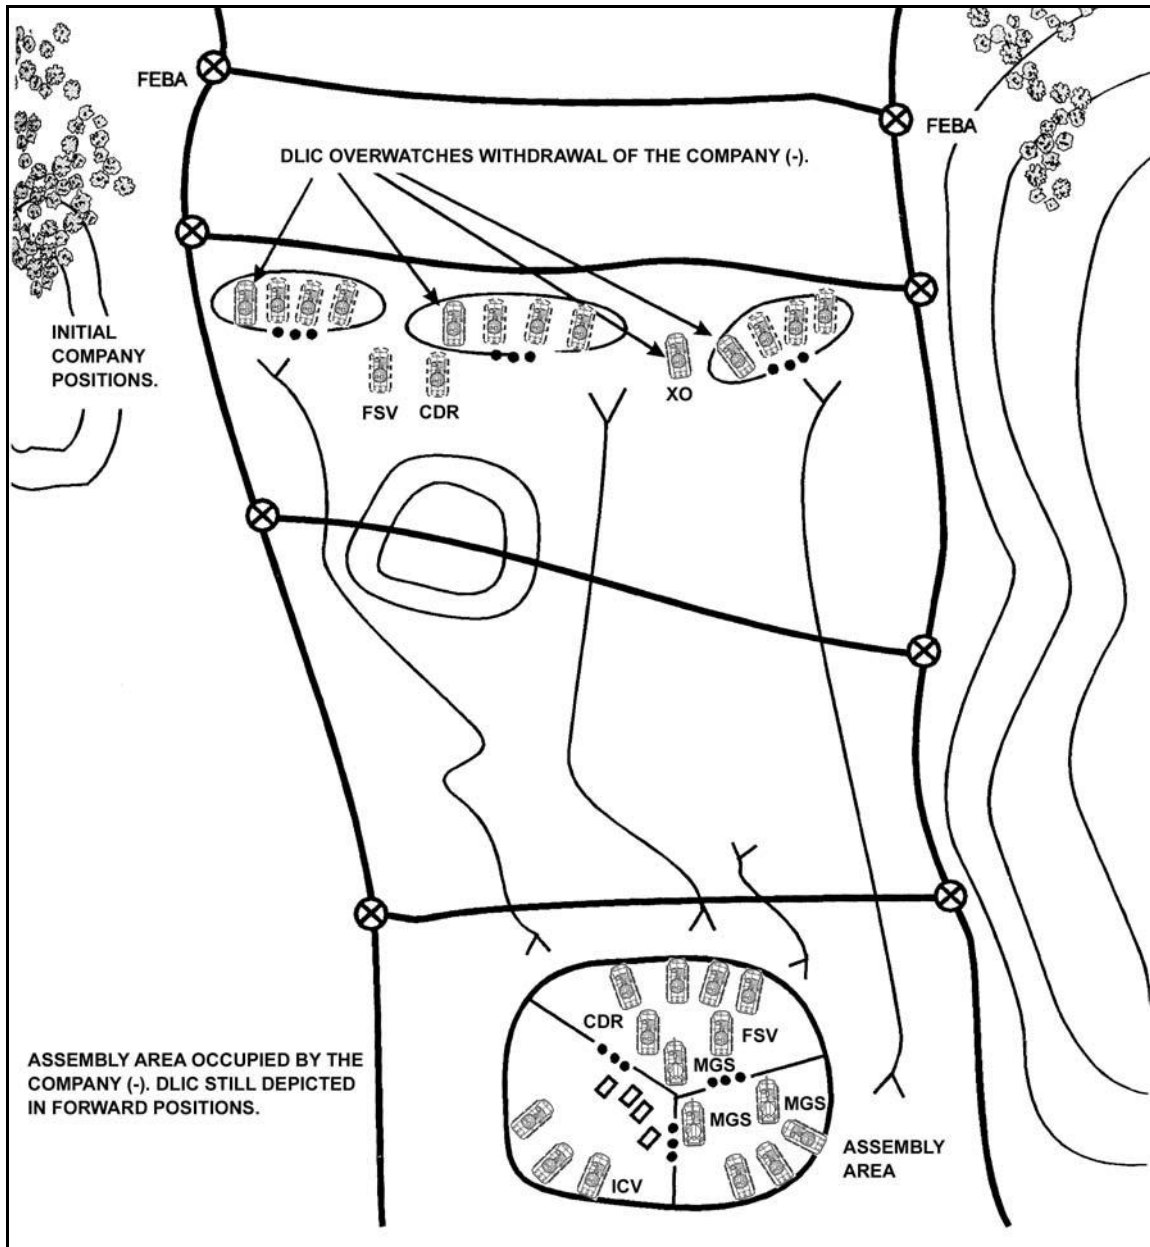 FEBA
FEBA
DLIC OVERWATCHES WITHDRAWAL OF THE COMPANY (-).
INITIAL
COMPANY
POSITIONS.
XO
FSV
CDR
CDR
FSV
MGS
MGS
MGS
ICV
ASSEMBLY AREA OCCUPIED BY THE
COMPANY (-). DLIC STILL DEPICTED
IN FORWARD POSITIONS.
ASSEMBLY
AREA